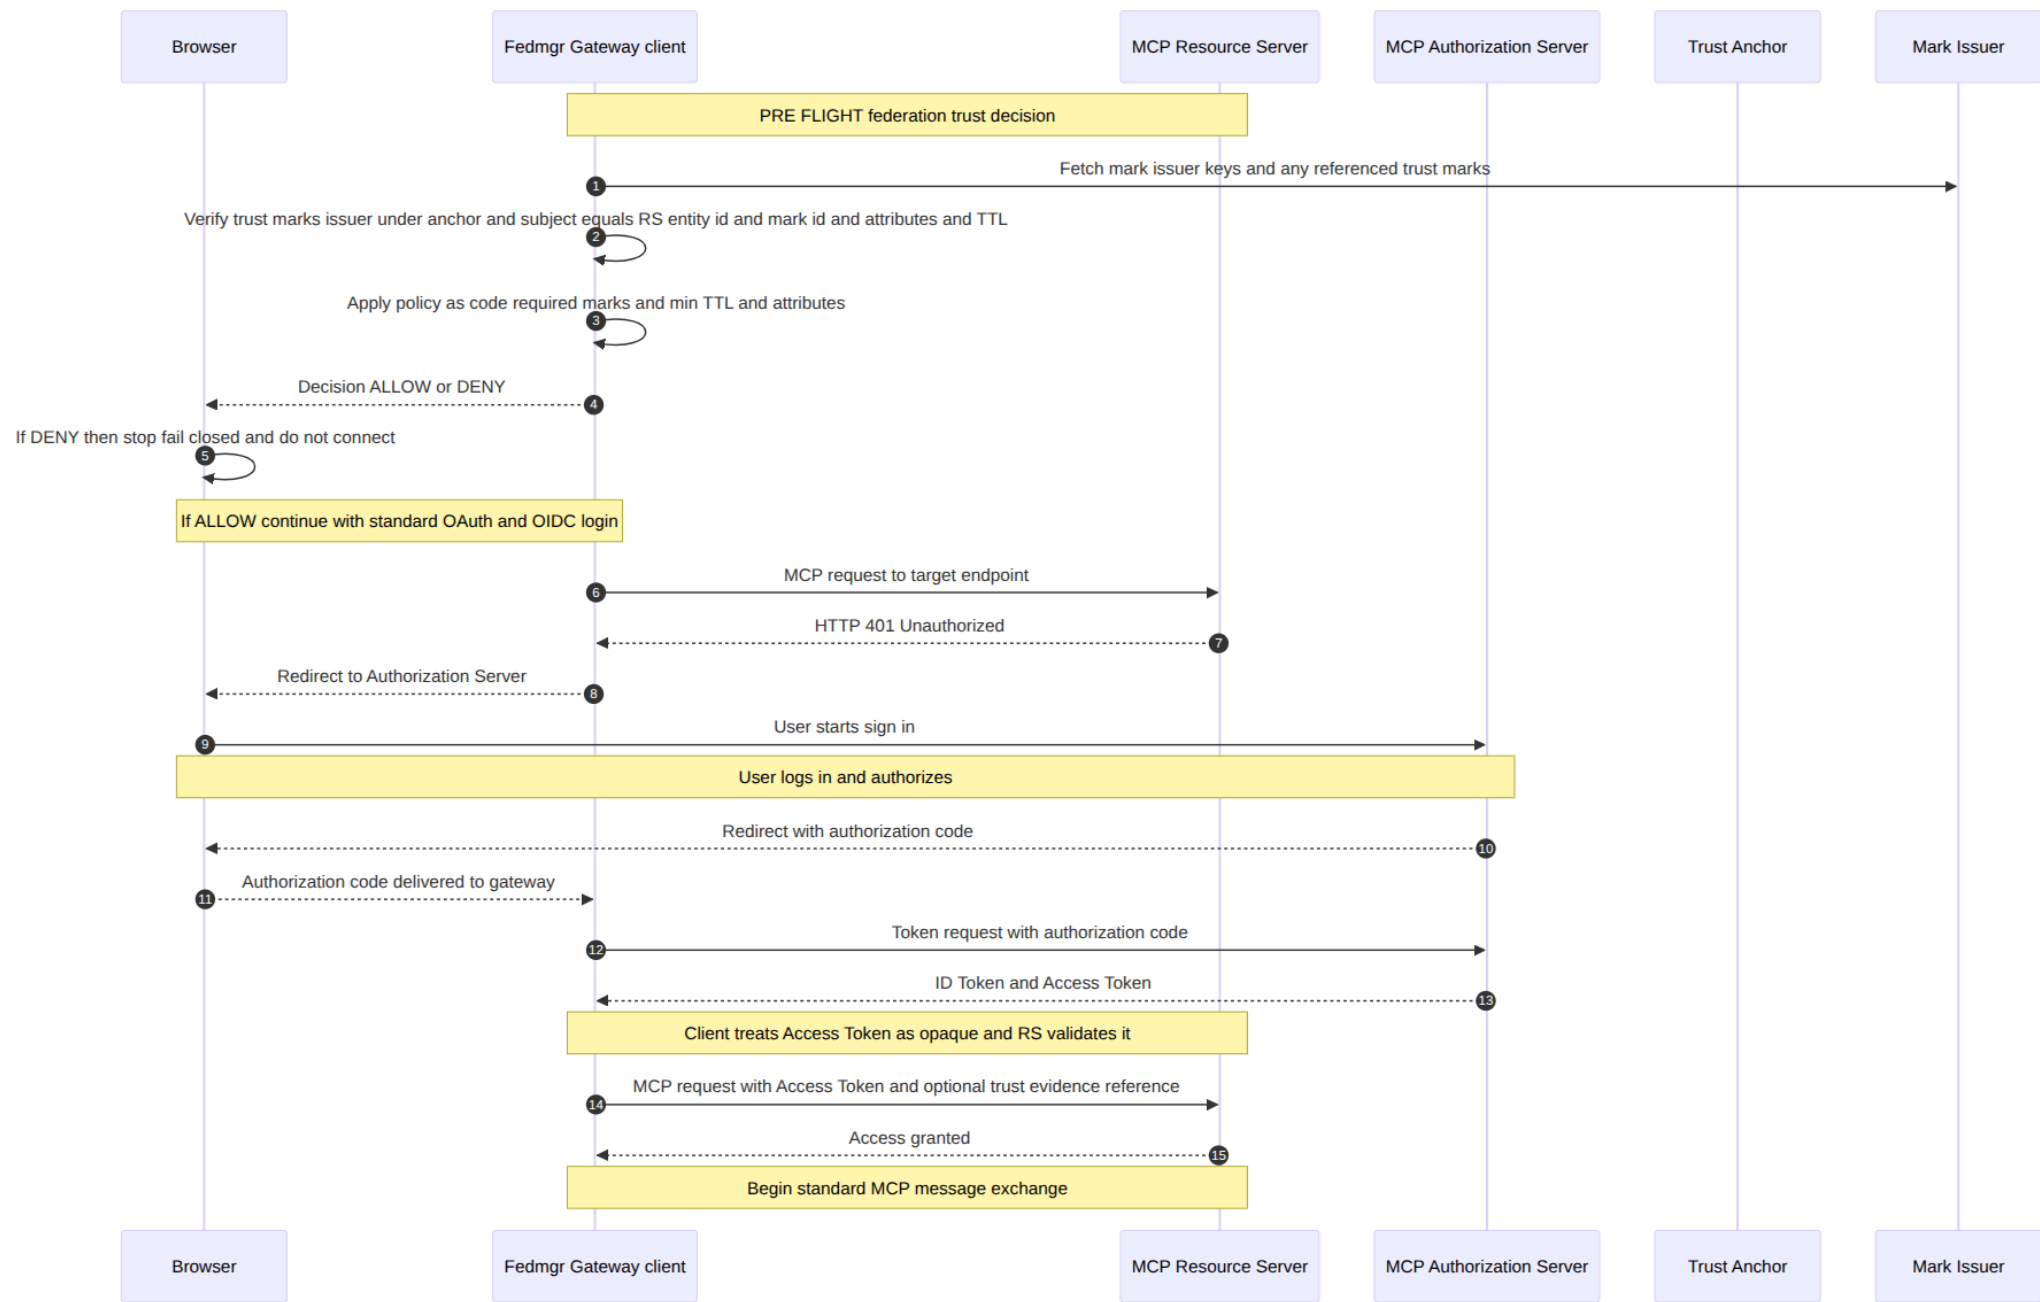 Browser
Fedmgr Gateway client
MCP Resource Server
MCP Authorization Server
Trust Anchor
Mark Issuer
PRE FLIGHT federation trust decision
Fetch mark issuer keys and any referenced trust marks
1
Verify trust marks issuer under anchor and subject equals RS entity id and mark id and attributes and TTL
2
Apply policy as code required marks and min TTL and attributes
3
Decision ALLOW or DENY
4
If DENY then stop fail closed and do not connect
5
If ALLOW continue with standard OAuth and OIDC login
MCP request to target endpoint
6
HTTP 401 Unauthorized
7
Redirect to Authorization Server
8
User starts sign in
9
User logs in and authorizes
Redirect with authorization code
10
Authorization code delivered to gateway
11
Token request with authorization code
12
ID Token and Access Token
13
Client treats Access Token as opaque and RS validates it
MCP request with Access Token and optional trust evidence reference
14
Access granted
15
Begin standard MCP message exchange
Browser
Fedmgr Gateway client
MCP Resource Server
MCP Authorization Server
Trust Anchor
Mark Issuer